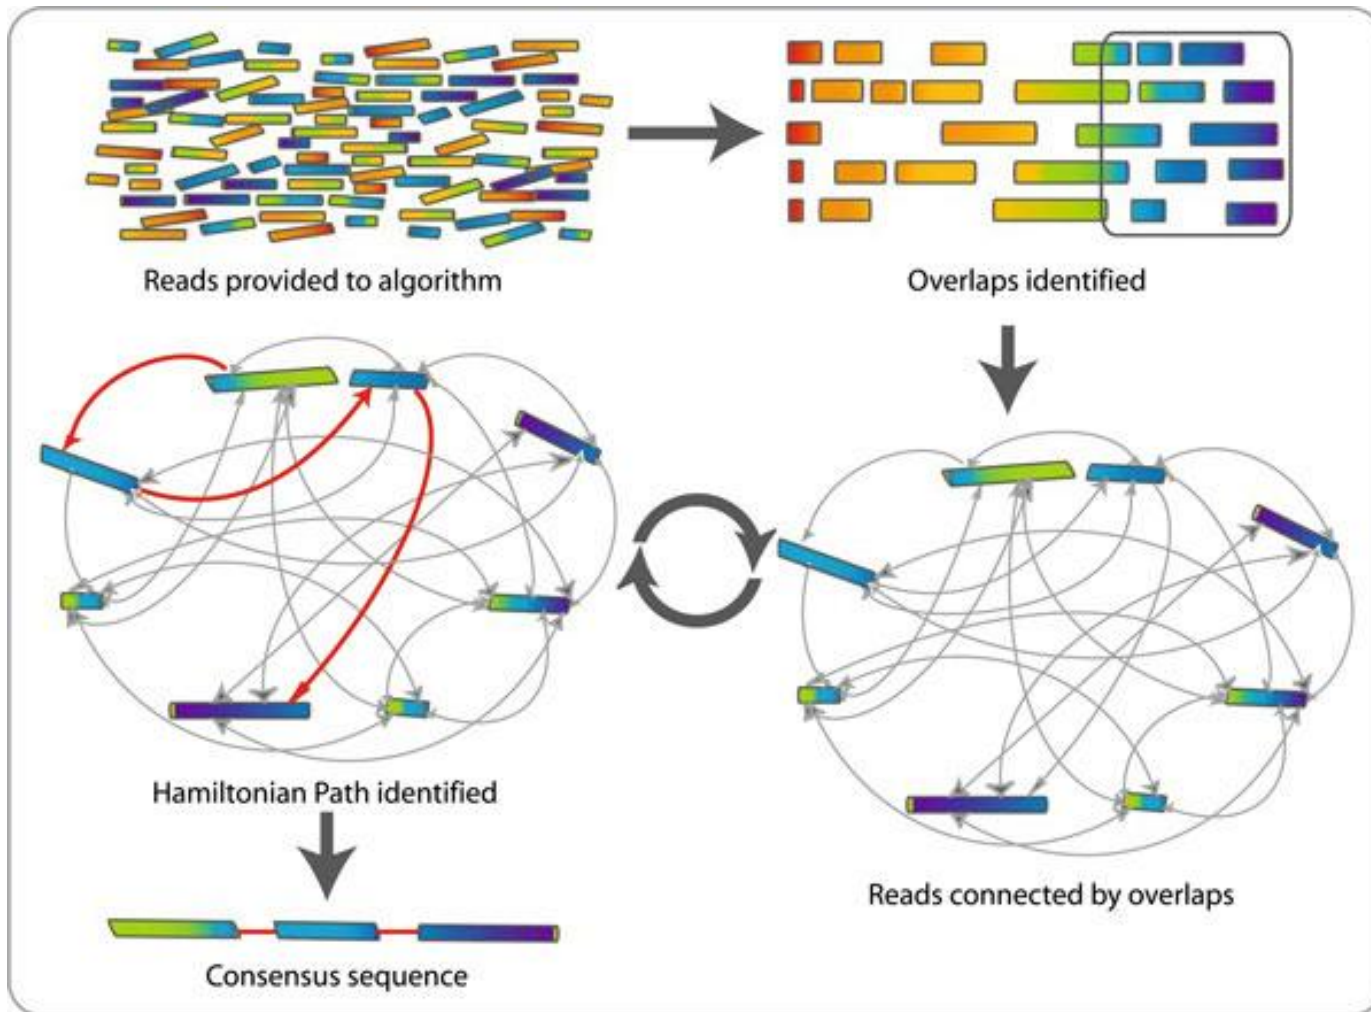 Reads provided to algorithm
Overlaps identified
Hamiltonian Path identified
Reads connected by overlaps
Consensus sequence